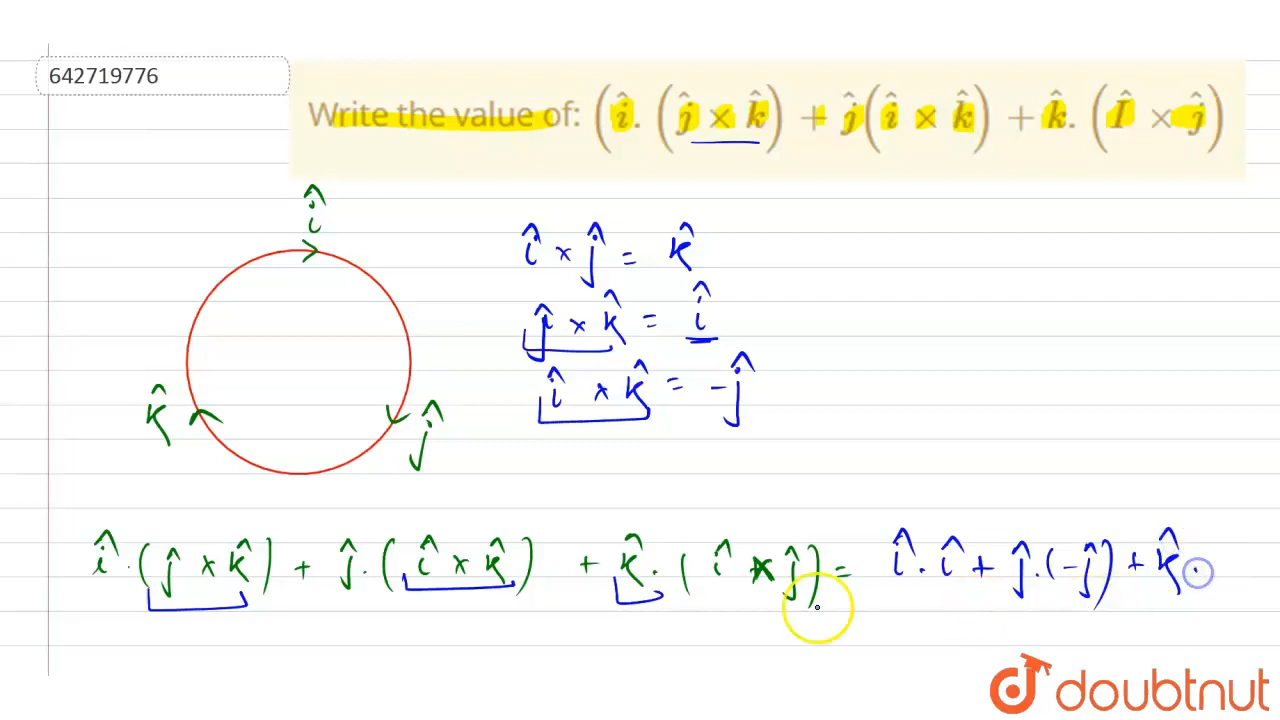 642719776
Write the value of: (î. (ĵ × k̂) + ĵ(î × k̂) + k̂. (Î × ĵ)
î
k̂
ĵ
î × ĵ = k̂
ĵ × k̂ = î
î × k̂ = -ĵ
î · (ĵ × k̂) + ĵ · (î × k̂) + k̂ · (î × ĵ) = î · î + ĵ · (-ĵ) + k̂ ·
doubtnut